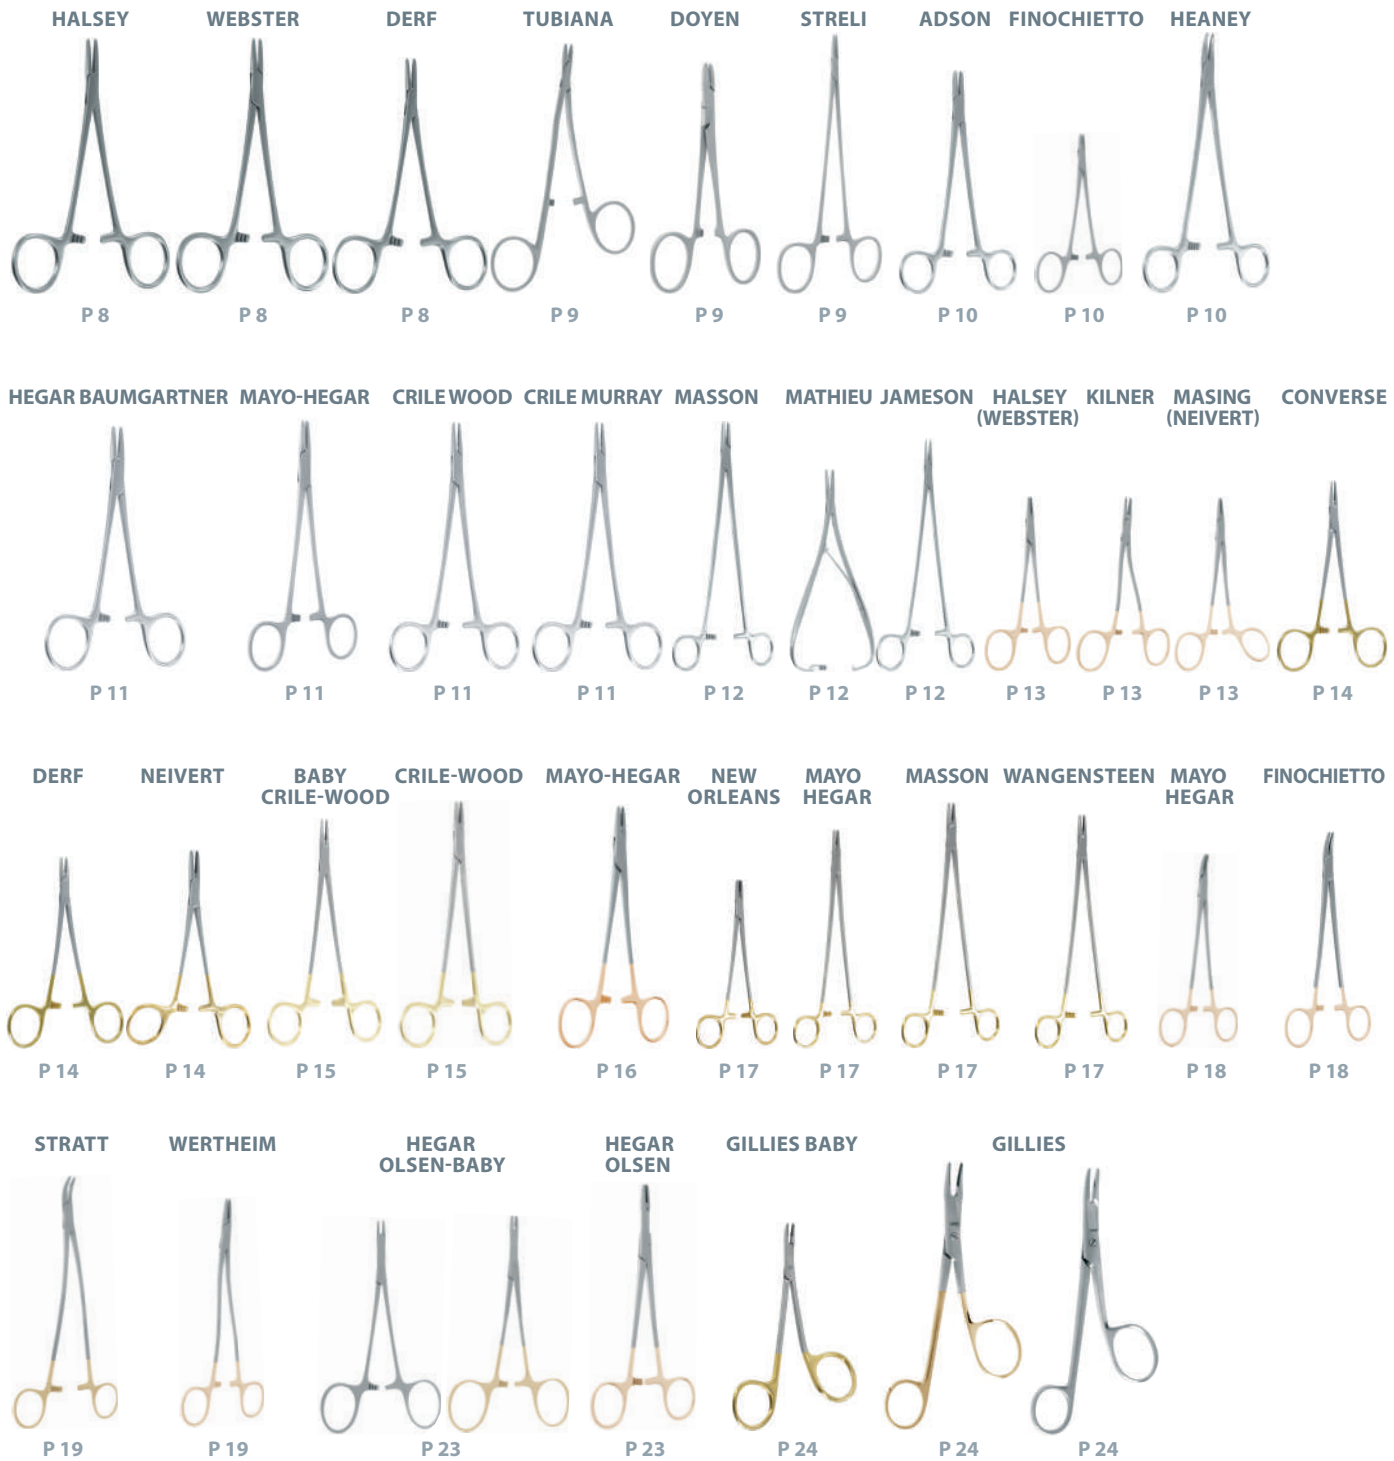 HALSEY WEBSTER DERF TUBIANA DOYEN STRELI ADSON FINOCHIETTO HEANEY
P 8 P 8 P 8 P 9 P 9 P 9 P 10 P 10 P 10
HEGAR BAUMGARTNER MAYO-HEGAR CRILE WOOD CRILE MURRAY MASSON MATHIEU JAMESON HALSEY KILNER MASING CONVERSE
(WEBSTER) (NEIVERT)
P 11 P 11 P 11 P 11 P 12 P 12 P 12 P 13 P 13 P 13 P 14
DERF NEIVERT BABY CRILE-WOOD MAYO-HEGAR NEW MAYO MASSON WANGENSTEEN MAYO FINOCHIETTO
CRILE-WOOD ORLEANS HEGAR HEGAR
P 14 P 14 P 15 P 15 P 16 P 17 P 17 P 17 P 17 P 18 P 18
STRATT WERTHEIM HEGAR HEGAR GILLIES BABY GILLIES
OLSEN-BABY OLSEN
P 19 P 19 P 23 P 23 P 24 P 24 P 24